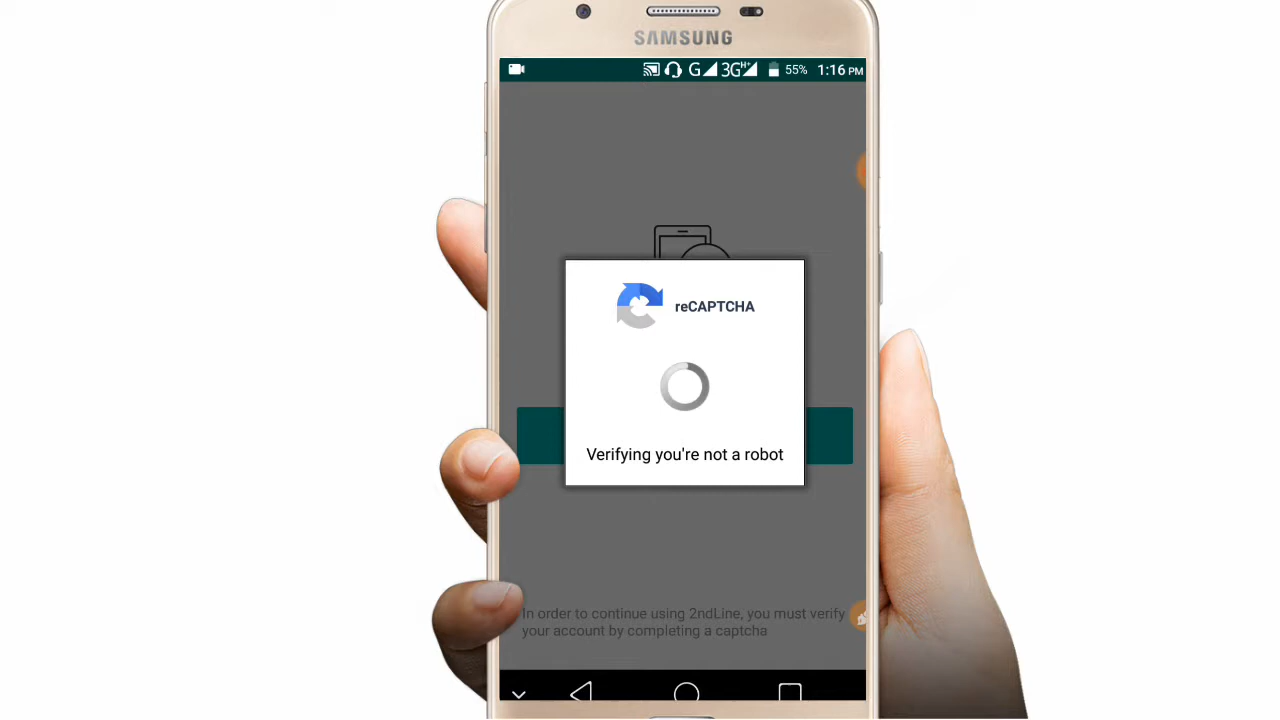 SAMSUNG
G 3G H+ 55% 1:16 PM
reCAPTCHA
Verifying you're not a robot
In order to continue using 2ndLine, you must verify
your account by completing a captcha